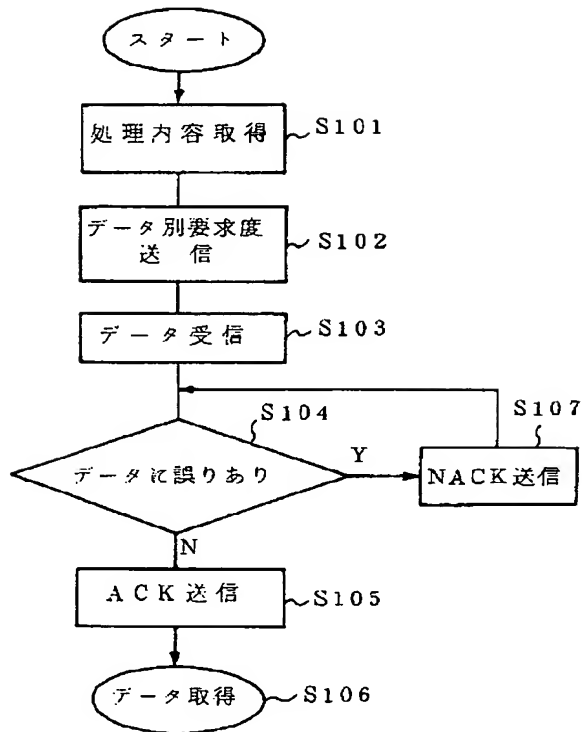 スタート
処理内容取得
S101
データ別要求度
送信
S102
データ受信
S103
S104
S107
データに誤りあり
Y
NACK送信
N
ACK送信
S105
データ取得
S106